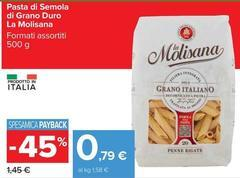 Pasta di Semola
di Grano Duro
La Molisana
Formati assortiti
500 g
PRODOTTO IN
ITALIA
SPESAMICA PAYBACK
-45%
1,45 €
0,79 €
al kg 1,58 €
la Molisana
GRANO ITALIANO
PENNE RIGATE